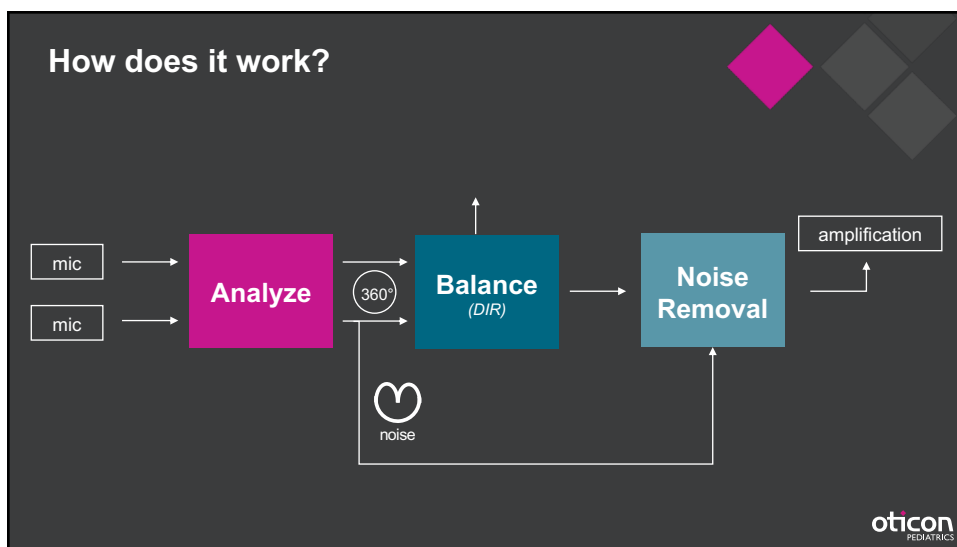 How does it work?
mic
mic
Analyze
360°
Balance
(DIR)
noise
Noise
Removal
amplification
oticon
PEDIATRICS